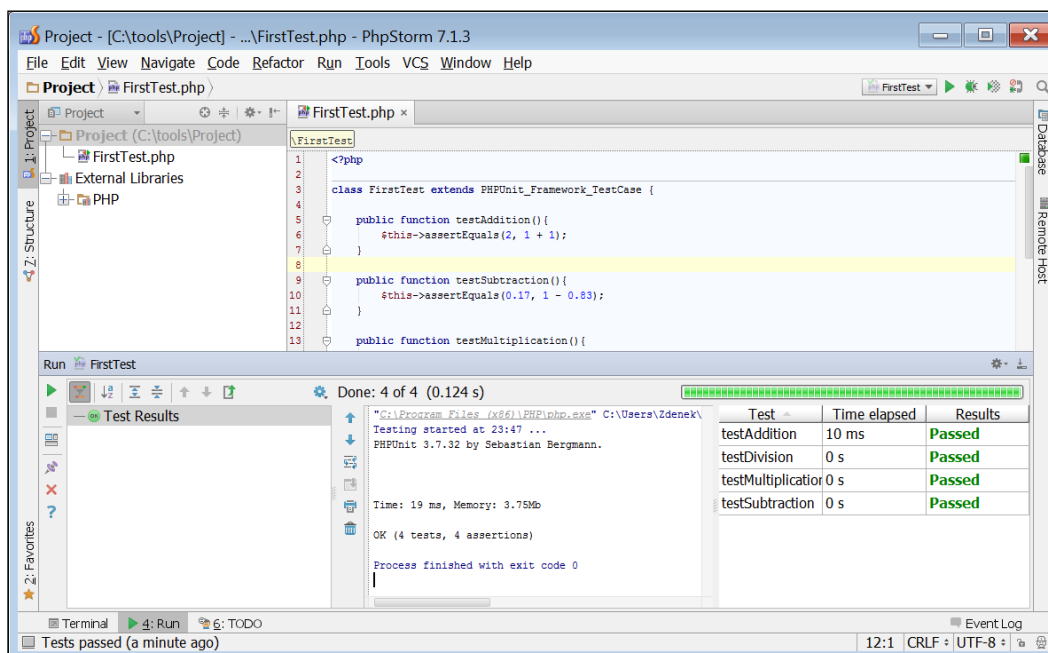 Project - [C:\tools\Project] - ...\FirstTest.php - PhpStorm 7.1.3
File Edit View Navigate Code Refactor Run Tools VCS Window Help
Project FirstTest.php
FirstTest
1: Project
Project
FirstTest.php ×
Project (C:\tools\Project)
FirstTest.php
External Libraries
PHP
7: Structure
2: Favorites
\FirstTest
1 <?php
2
3 class FirstTest extends PHPUnit_Framework_TestCase {
4
5 public function testAddition(){
6 $this->assertEquals(2, 1 + 1);
7 }
8
9 public function testSubtraction(){
10 $this->assertEquals(0.17, 1 - 0.83);
11 }
12
13 public function testMultiplication(){
Database
Remote Host
Run FirstTest
Done: 4 of 4 (0.124 s)
OK Test Results
"C:\Program Files (x86)\PHP\php.exe" C:\Users\Zdenek\
Testing started at 23:47 ...
PHPUnit 3.7.32 by Sebastian Bergmann.
Time: 19 ms, Memory: 3.75Mb
OK (4 tests, 4 assertions)
Process finished with exit code 0
Test Time elapsed Results
testAddition 10 ms Passed
testDivision 0 s Passed
testMultiplication 0 s Passed
testSubtraction 0 s Passed
Terminal 4: Run 6: TODO Event Log
Tests passed (a minute ago) 12:1 CRLF UTF-8